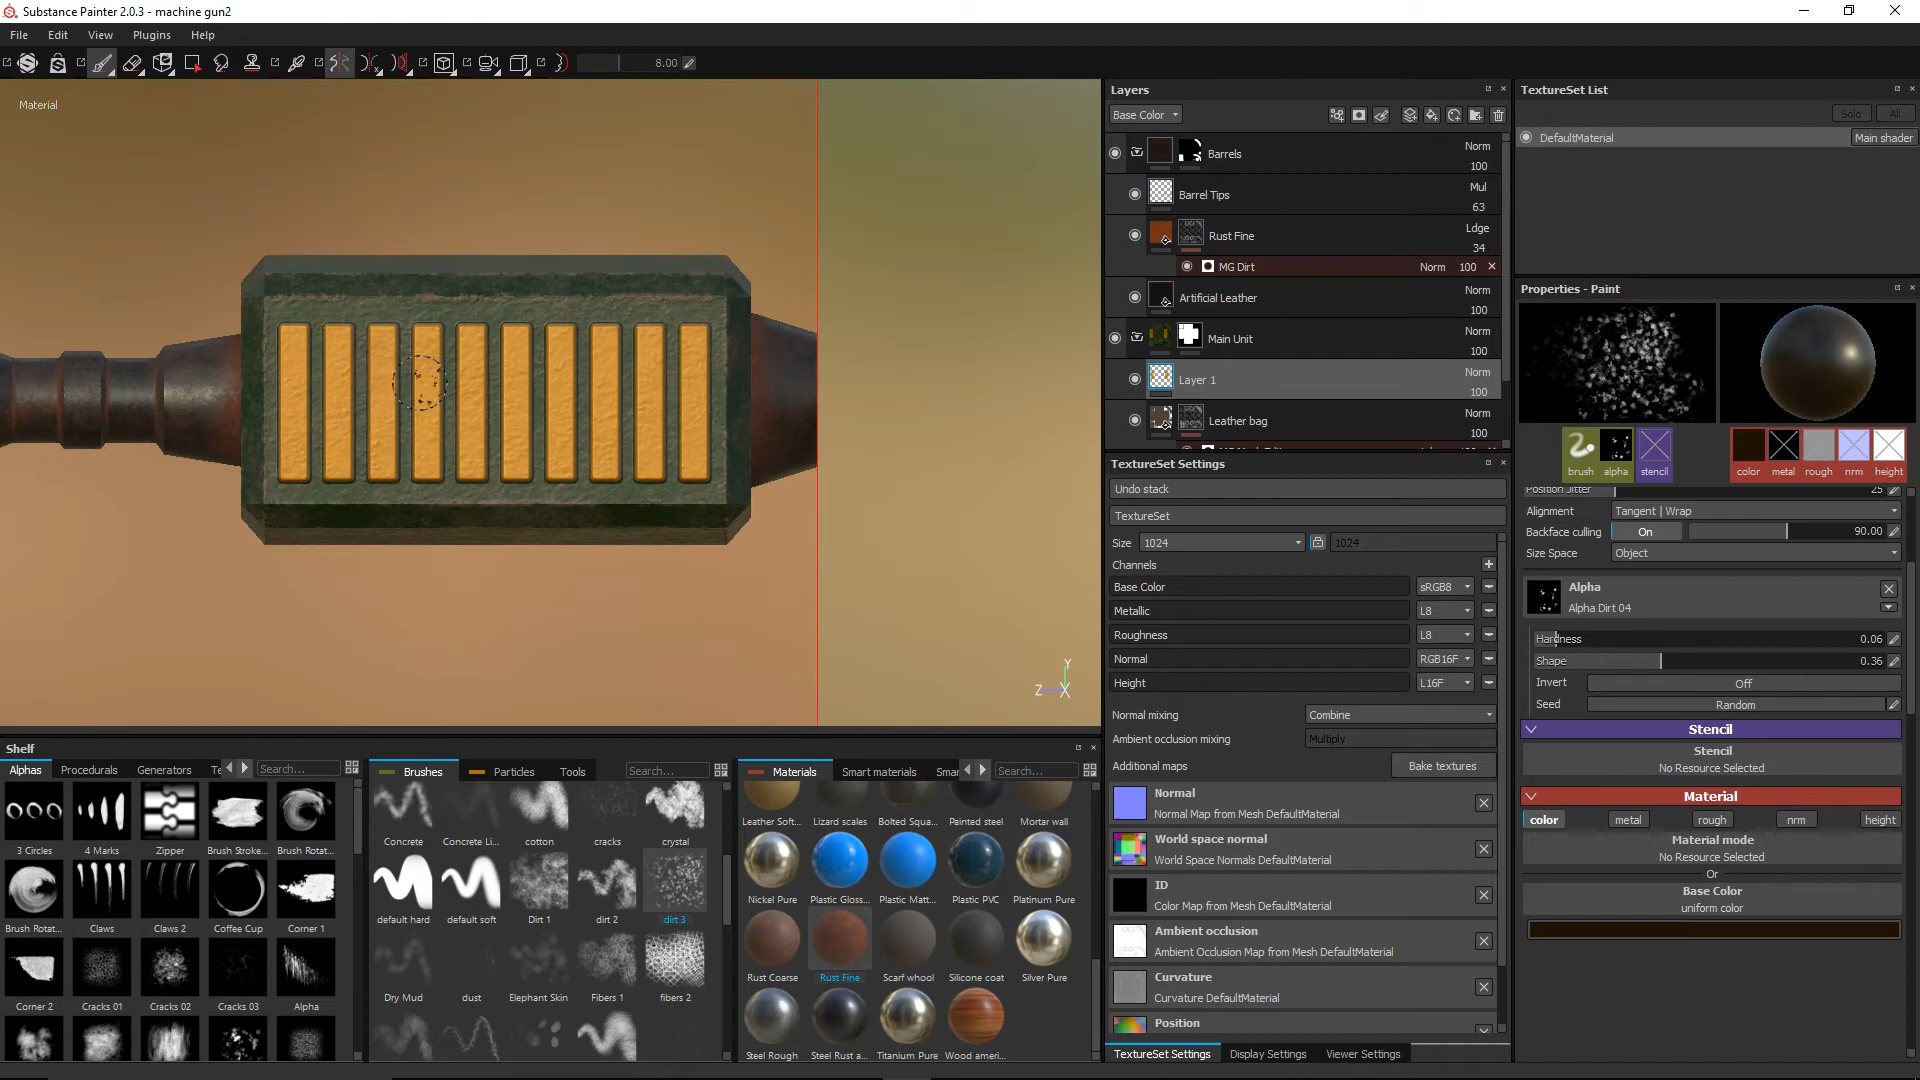 Substance Painter 2.0.3 - machine gun2
File Edit View Plugins Help
8.00
Material
Z Y X
Layers
Base Color
Barrels Norm 100
Barrel Tips Mul 63
Rust Fine Ldge 34
MG Dirt Norm 100
Artificial Leather Norm 100
Main Unit Norm 100
Layer 1 Norm 100
Leather bag Norm 100
TextureSet Settings
Undo stack
TextureSet
Size 1024 1024
Channels
Base Color sRGB8
Metallic L8
Roughness L8
Normal RGB16F
Height L16F
Normal mixing Combine
Ambient occlusion mixing Multiply
Additional maps Bake textures
Normal
Normal Map from Mesh DefaultMaterial
World space normal
World Space Normals DefaultMaterial
ID
Color Map from Mesh DefaultMaterial
Ambient occlusion
Ambient Occlusion Map from Mesh DefaultMaterial
Curvature
Curvature DefaultMaterial
Position
TextureSet Settings Display Settings Viewer Settings
TextureSet List
Solo All
DefaultMaterial Main shader
Properties - Paint
brush alpha stencil color metal rough nrm height
Position Jitter 25
Alignment Tangent | Wrap
Backface culling On 90.00
Size Space Object
Alpha
Alpha Dirt 04
Hardness 0.06
Shape 0.36
Invert Off
Seed Random
Stencil
Stencil
No Resource Selected
Material
color metal rough nrm height
Material mode
No Resource Selected
Or
Base Color
uniform color
Shelf
Alphas Procedurals Generators Te Search...
3 Circles 4 Marks Zipper Brush Stroke... Brush Rotat...
Brush Rotat... Claws Claws 2 Coffee Cup Corner 1
Corner 2 Cracks 01 Cracks 02 Cracks 03 Alpha
Brushes Particles Tools Search...
Concrete Concrete Li... cotton cracks crystal
default hard default soft Dirt 1 dirt 2 dirt 3
Dry Mud dust Elephant Skin Fibers 1 fibers 2
Materials Smart materials Smar Search...
Leather Soft... Lizard scales Bolted Squa... Painted steel Mortar wall
Nickel Pure Plastic Gloss... Plastic Matt... Plastic PVC Platinum Pure
Rust Coarse Rust Fine Scarf whool Silicone coat Silver Pure
Steel Rough Steel Rust a... Titanium Pure Wood ameri...